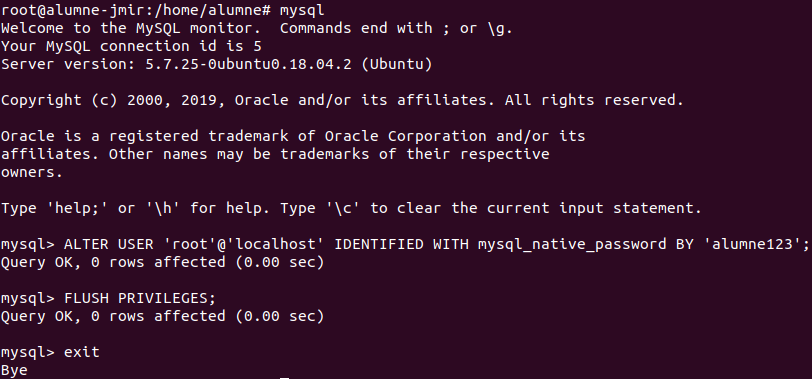 root@alumne-jmir:/home/alumne# mysql
Welcome to the MySQL monitor.  Commands end with ; or \g.
Your MySQL connection id is 5
Server version: 5.7.25-0ubuntu0.18.04.2 (Ubuntu)
Copyright (c) 2000, 2019, Oracle and/or its affiliates. All rights reserved.
Oracle is a registered trademark of Oracle Corporation and/or its
affiliates. Other names may be trademarks of their respective
owners.
Type 'help;' or '\h' for help. Type '\c' to clear the current input statement.
mysql> ALTER USER 'root'@'localhost' IDENTIFIED WITH mysql_native_password BY 'alumne123';
Query OK, 0 rows affected (0.00 sec)
mysql> FLUSH PRIVILEGES;
Query OK, 0 rows affected (0.00 sec)
mysql> exit
Bye